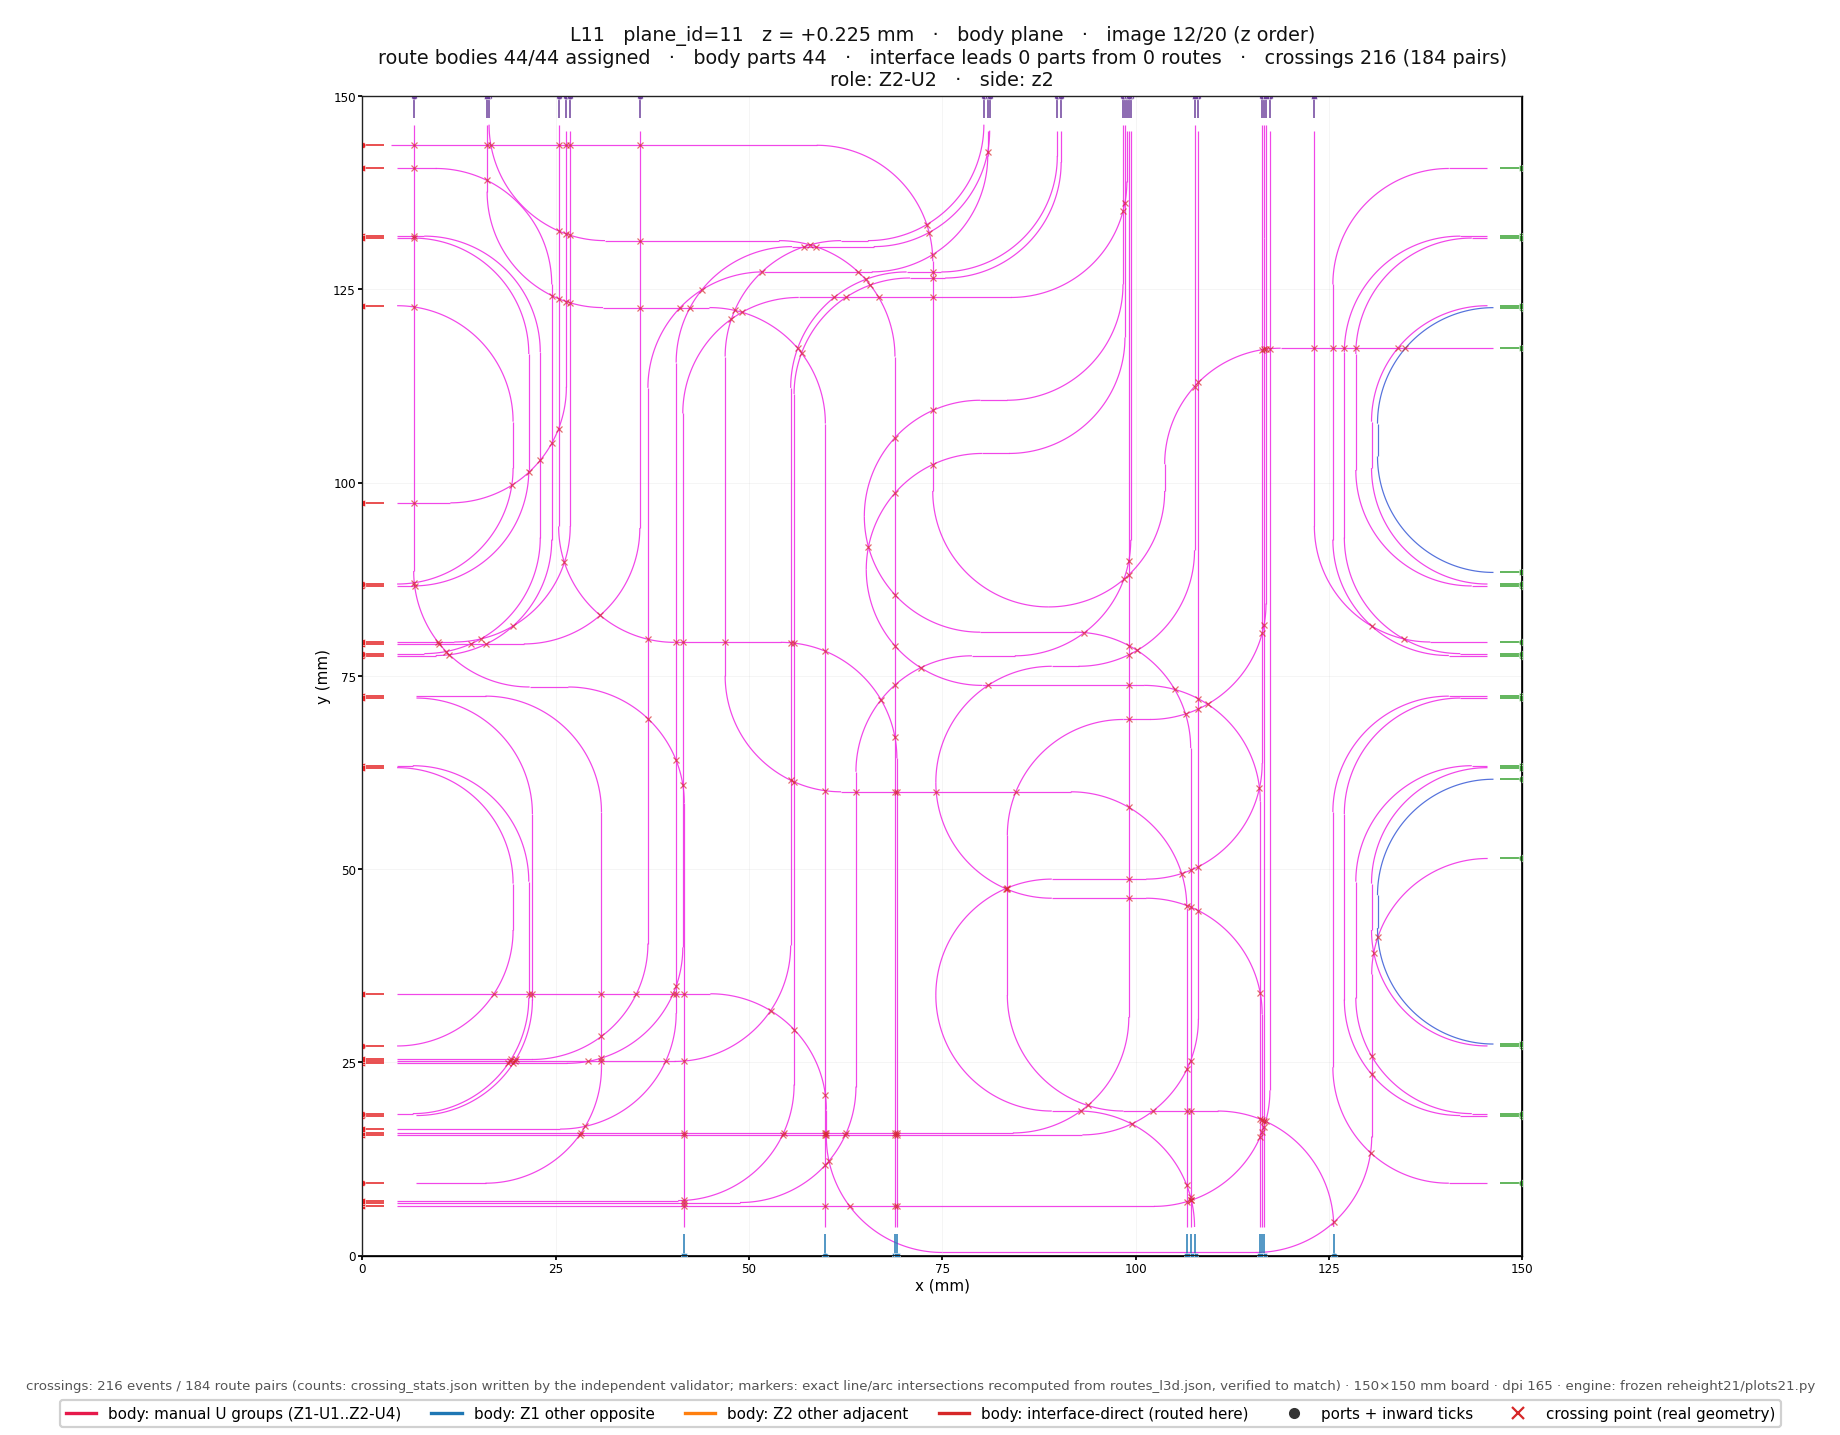 L11 plane_id=11 z = +0.225 mm · body plane · image 12/20 (z order)
route bodies 44/44 assigned · body parts 44 · interface leads 0 parts from 0 routes · crossings 216 (184 pairs)
role: Z2-U2 · side: z2
150
125
100
75
50
25
0
y (mm)
0 25 50 75 100 125 150
x (mm)
crossings: 216 events / 184 route pairs (counts: crossing_stats.json written by the independent validator; markers: exact line/arc intersections recomputed from routes_l3d.json, verified to match) · 150×150 mm board · dpi 165 · engine: frozen reheight21/plots21.py
body: manual U groups (Z1-U1..Z2-U4) body: Z1 other opposite body: Z2 other adjacent body: interface-direct (routed here) ports + inward ticks crossing point (real geometry)